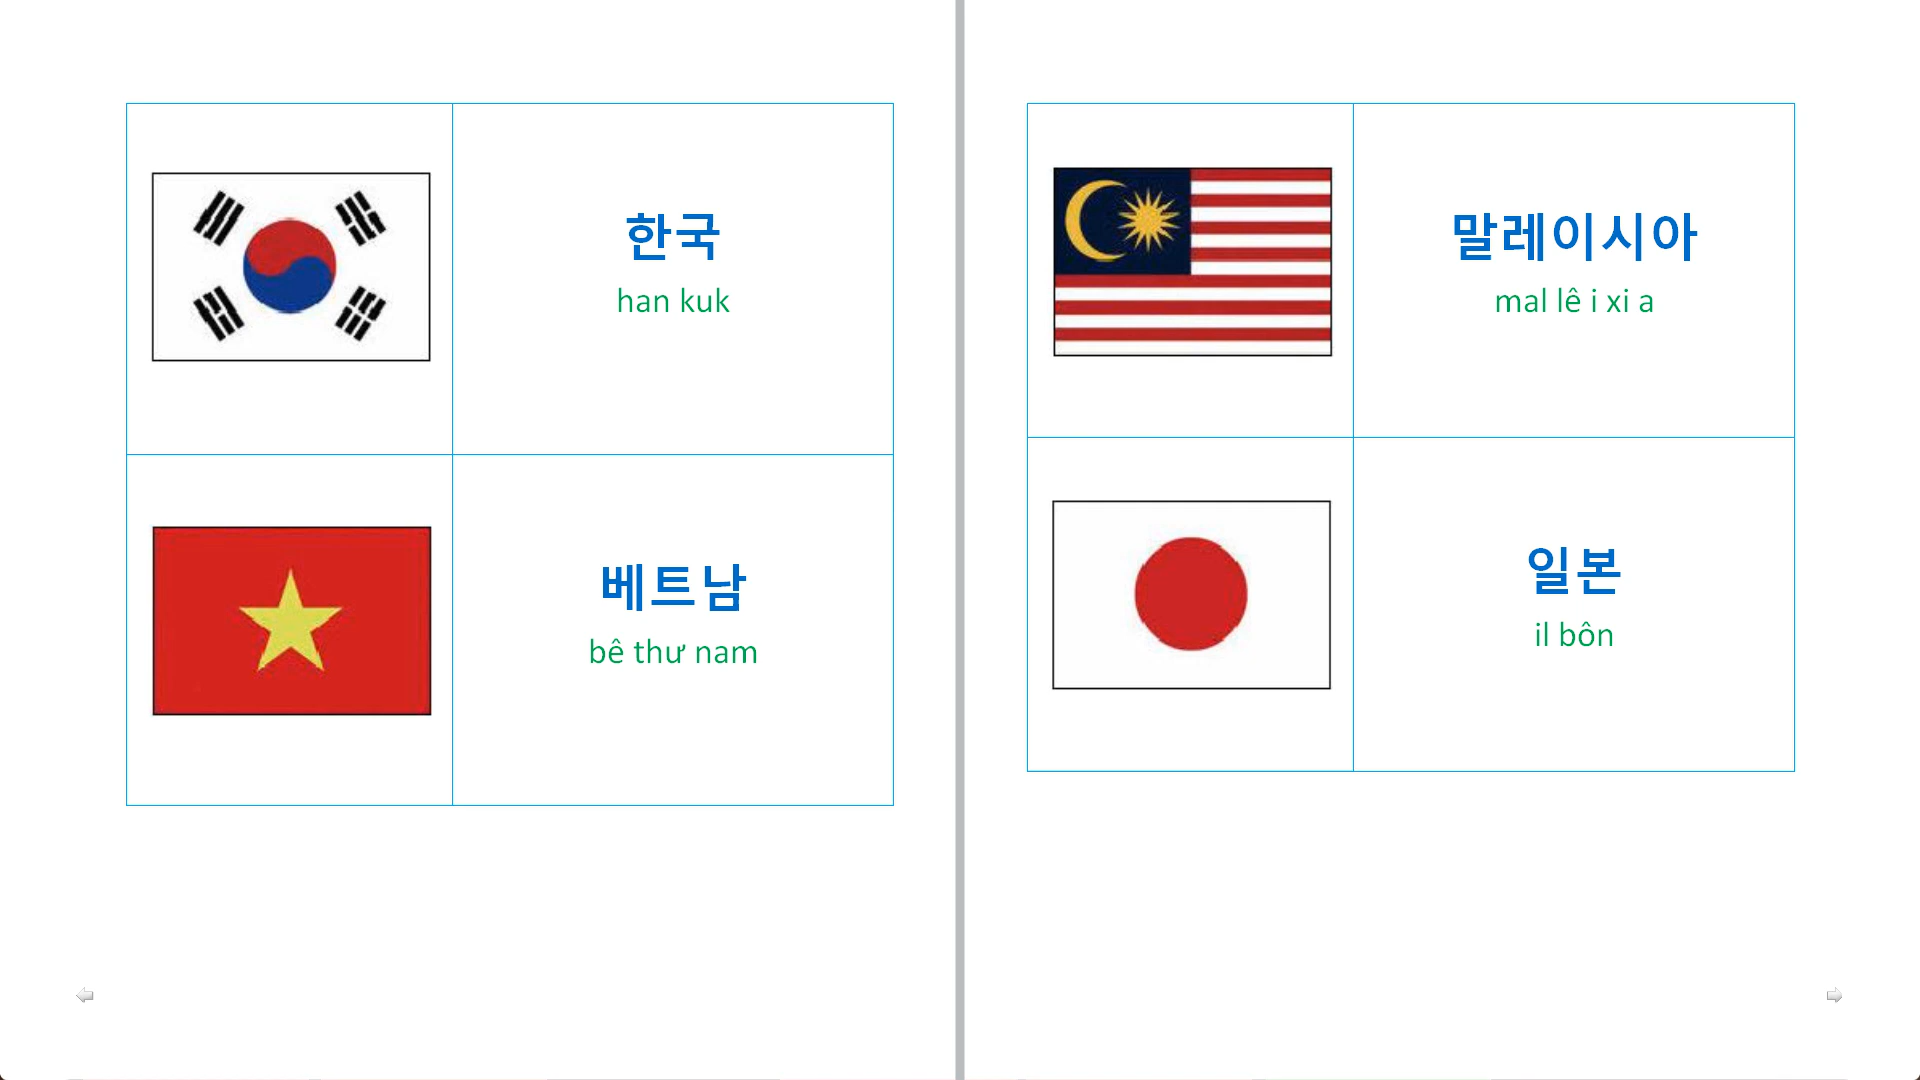 한국
han kuk
베트남
bê thư nam
말레이시아
mal lê i xi a
일본
il bôn